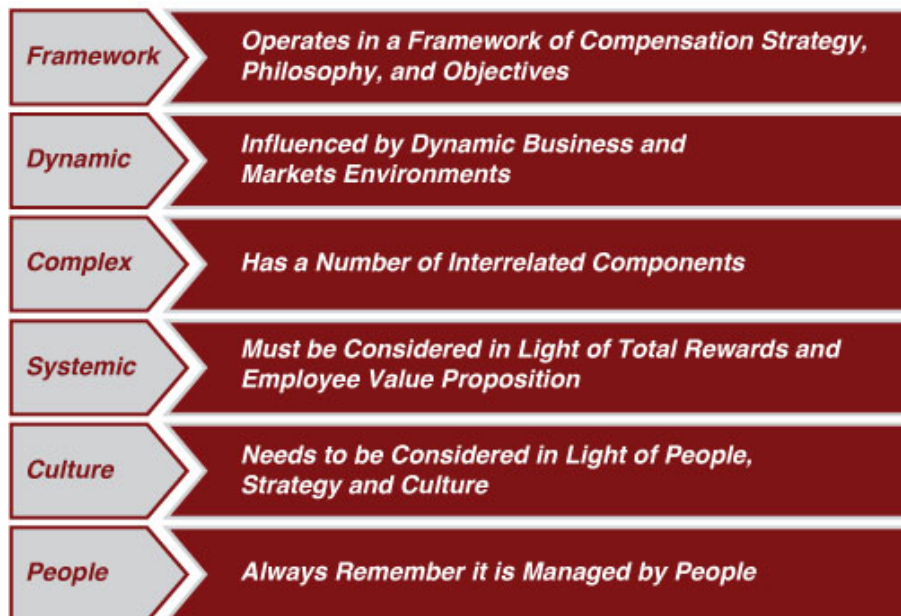 Framework
Operates in a Framework of Compensation Strategy,
Philosophy, and Objectives
Dynamic
Influenced by Dynamic Business and
Markets Environments
Complex
Has a Number of Interrelated Components
Systemic
Must be Considered in Light of Total Rewards and
Employee Value Proposition
Culture
Needs to be Considered in Light of People,
Strategy and Culture
People
Always Remember it is Managed by People